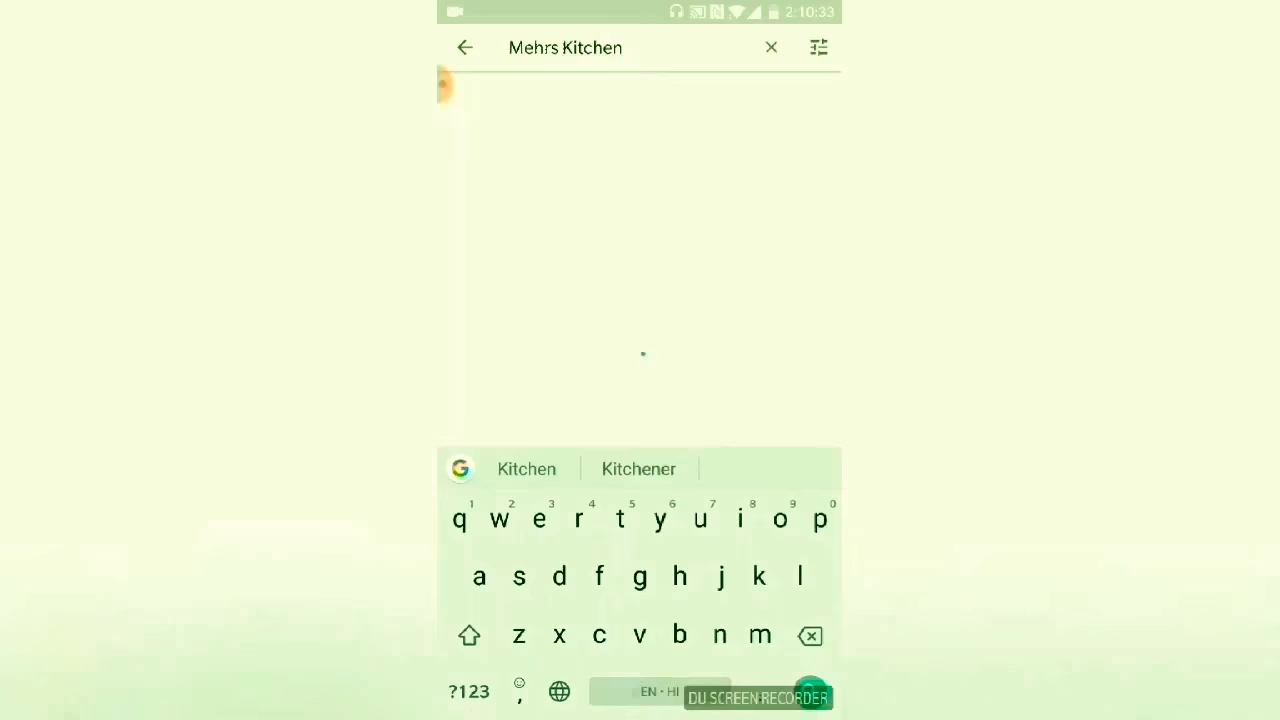 2:10:33
Mehrs Kitchen
G Kitchen Kitchener
1 2 3 4 5 6 7 8 9 0
q w e r t y u i o p
a s d f g h j k l
z x c v b n m
?123 , EN • HI .
DU SCREEN RECORDER